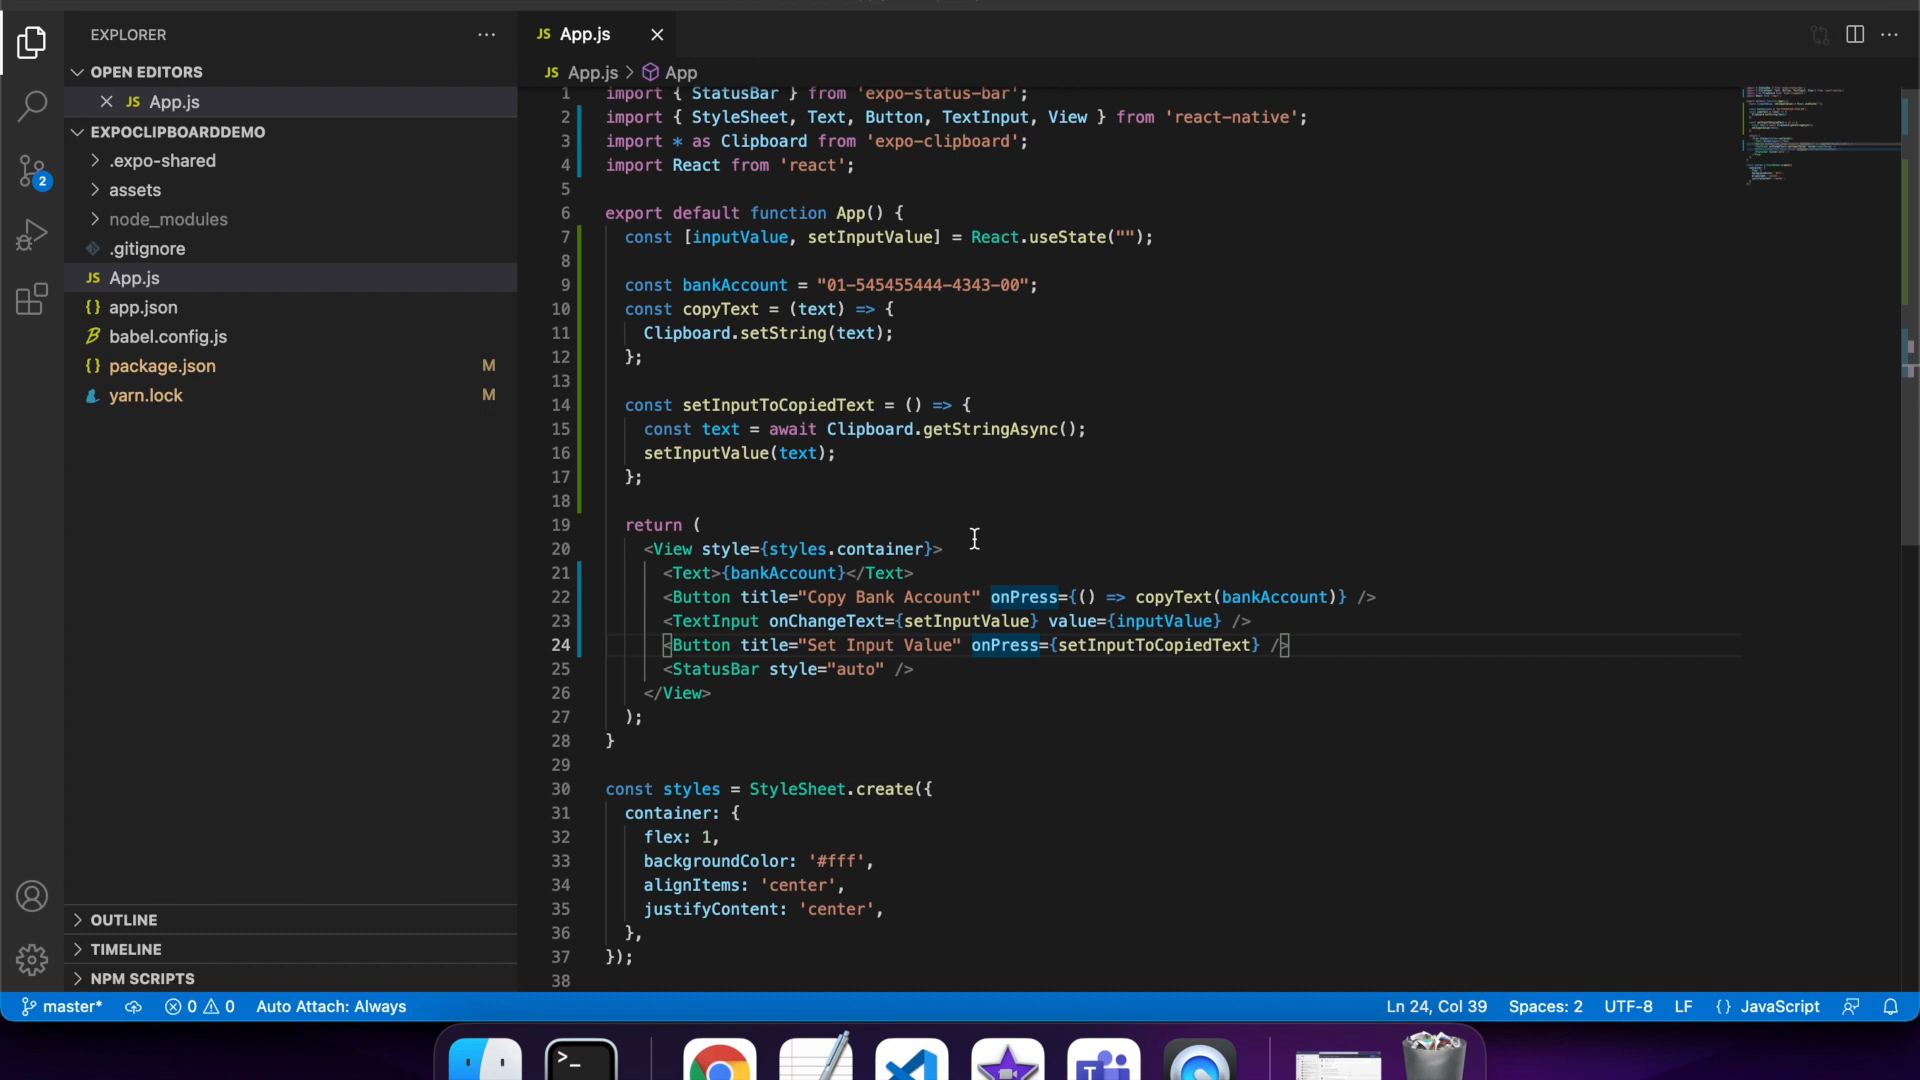 EXPLORER
OPEN EDITORS
JS App.js
EXPOCLIPBOARDDEMO
.expo-shared
assets
node_modules
.gitignore
JS App.js
{} app.json
babel.config.js
{} package.json M
yarn.lock M
2
OUTLINE
TIMELINE
NPM SCRIPTS
JS App.js
JS App.js > App
1 import { StatusBar } from 'expo-status-bar';
2 import { StyleSheet, Text, Button, TextInput, View } from 'react-native';
3 import * as Clipboard from 'expo-clipboard';
4 import React from 'react';
5
6 export default function App() {
7 const [inputValue, setInputValue] = React.useState("");
8
9 const bankAccount = "01-545455444-4343-00";
10 const copyText = (text) => {
11 Clipboard.setString(text);
12 };
13
14 const setInputToCopiedText = () => {
15 const text = await Clipboard.getStringAsync();
16 setInputValue(text);
17 };
18
19 return (
20 <View style={styles.container}>
21 <Text>{bankAccount}</Text>
22 <Button title="Copy Bank Account" onPress={() => copyText(bankAccount)} />
23 <TextInput onChangeText={setInputValue} value={inputValue} />
24 <Button title="Set Input Value" onPress={setInputToCopiedText} />
25 <StatusBar style="auto" />
26 </View>
27 );
28 }
29
30 const styles = StyleSheet.create({
31 container: {
32 flex: 1,
33 backgroundColor: '#fff',
34 alignItems: 'center',
35 justifyContent: 'center',
36 },
37 });
38
master* 0 0 Auto Attach: Always
Ln 24, Col 39 Spaces: 2 UTF-8 LF {} JavaScript